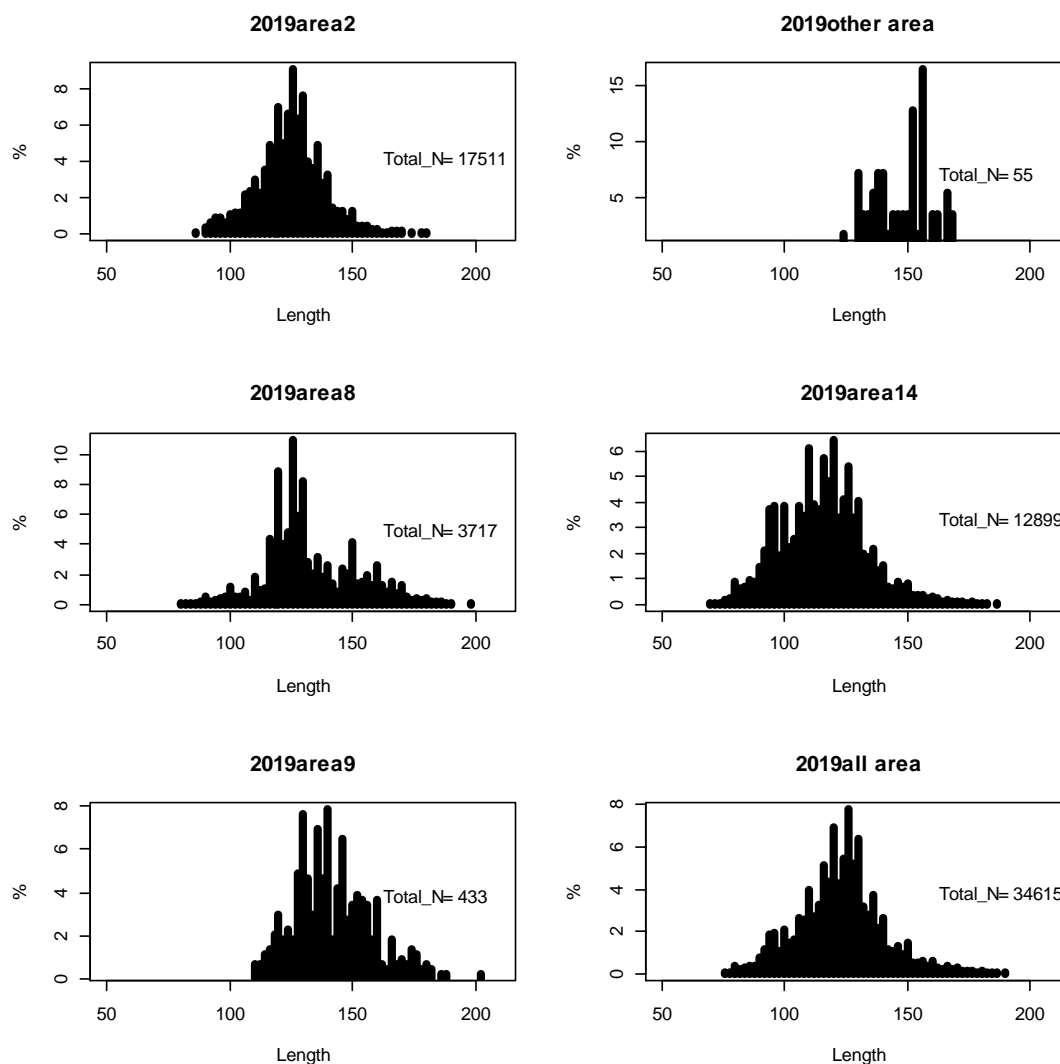 2019area2
%
8
6
4
2
0
Total_N= 17511
50 100 150 200
Length
2019other area
%
15
10
5
Total_N= 55
50 100 150 200
Length
2019area8
%
10
8
6
4
2
0
Total_N= 3717
50 100 150 200
Length
2019area14
%
6
5
4
3
2
1
0
Total_N= 12899
50 100 150 200
Length
2019area9
%
8
6
4
2
0
Total_N= 433
50 100 150 200
Length
2019all area
%
8
6
4
2
0
Total_N= 34615
50 100 150 200
Length